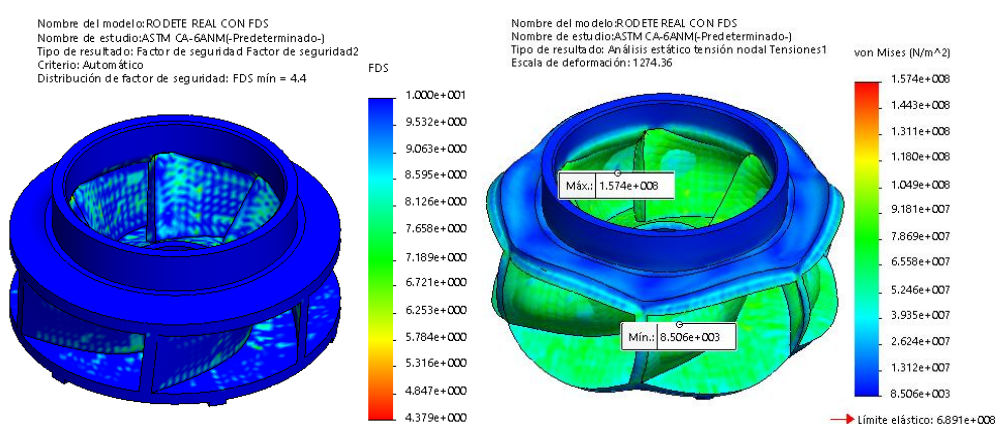 Nombre del modelo:RODETE REAL CON FDS
Nombre de estudio:ASTM CA-6ANM(-Predeterminado-)
Tipo de resultado: Factor de seguridad Factor de seguridad2
Criterio: Automático
Distribución de factor de seguridad: FDS mín = 4.4
FDS
1.000e+001
9.532e+000
9.063e+000
8.595e+000
8.126e+000
7.658e+000
7.189e+000
6.721e+000
6.253e+000
5.784e+000
5.316e+000
4.847e+000
4.379e+000
Nombre del modelo:RODETE REAL CON FDS
Nombre de estudio:ASTM CA-6ANM(-Predeterminado-)
Tipo de resultado: Análisis estático tensión nodal Tensiones1
Escala de deformación: 1274.36
von Mises (N/m^2)
1.574e+008
1.443e+008
1.311e+008
1.180e+008
1.049e+008
9.181e+007
7.869e+007
6.558e+007
5.246e+007
3.935e+007
2.624e+007
1.312e+007
8.506e+003
Límite elástico: 6.891e+008
Máx.: 1.574e+008
Mín.: 8.506e+003